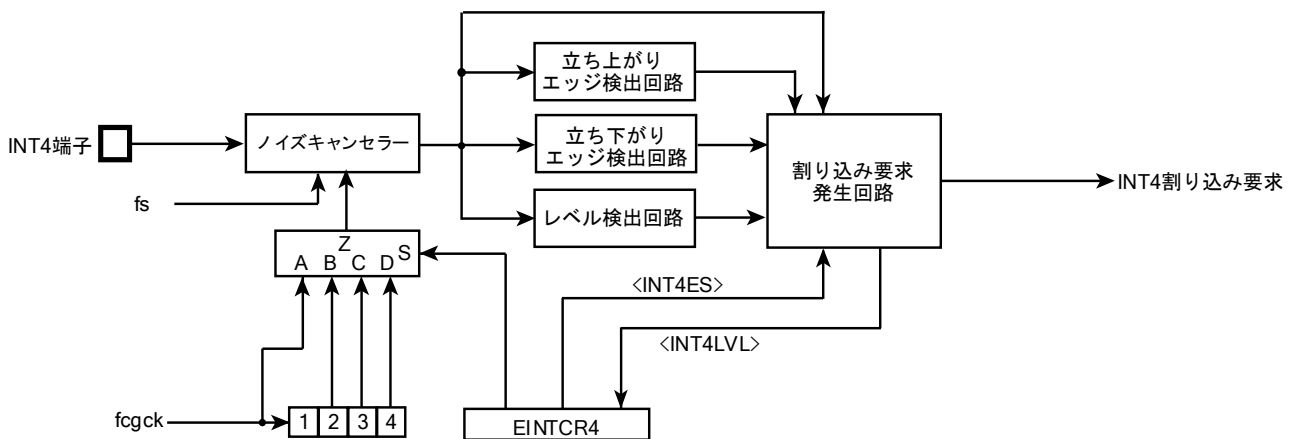 立ち上がり
エッジ検出回路
INT4端子
ノイズキャンセラー
立ち下がり
エッジ検出回路
割り込み要求
発生回路
INT4割り込み要求
fs
レベル検出回路
Z
S
A B C D
<INT4ES>
<INT4LVL>
fcgck
1 2 3 4
EINTCR4